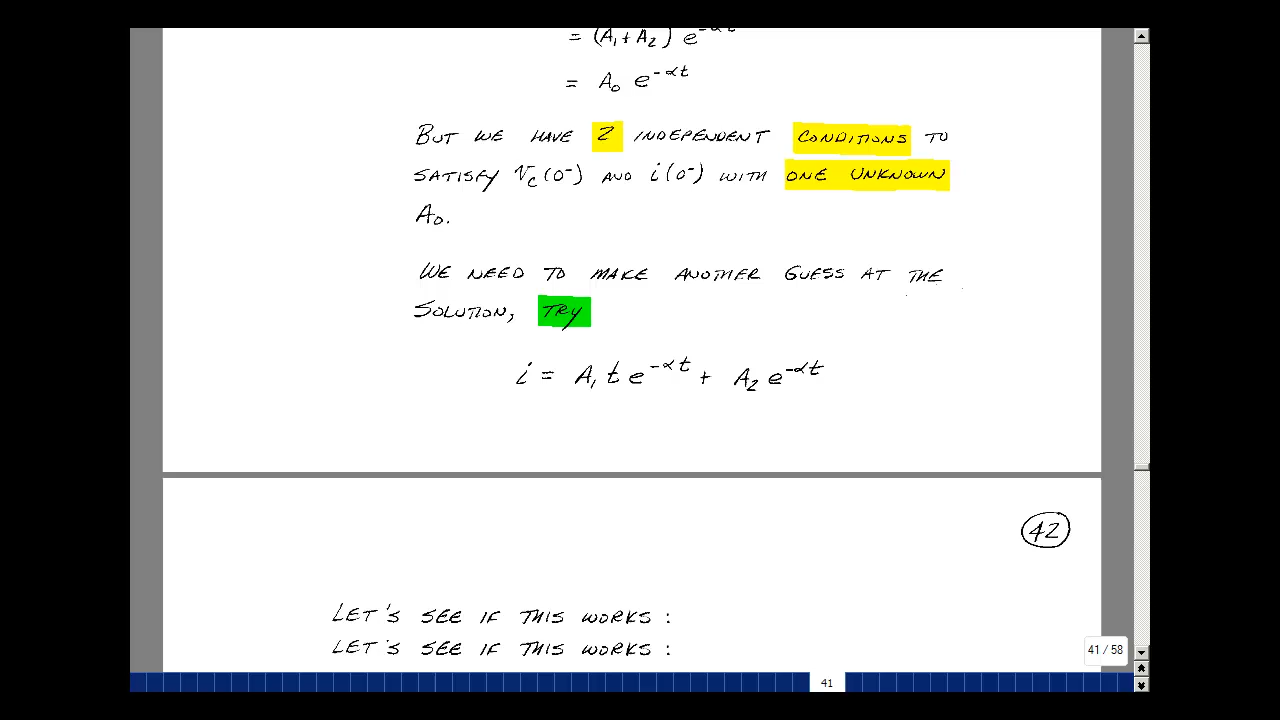 = (A₁+A₂) e^{-αt}
= A₀ e^{-αt}
BUT WE HAVE 2 INDEPENDENT CONDITIONS TO
SATISFY V_C(0⁻) AND i(0⁻) WITH ONE UNKNOWN
A₀.
WE NEED TO MAKE ANOTHER GUESS AT THE
SOLUTION, TRY
i = A₁ t e^{-αt} + A₂ e^{-αt}
42
LET'S SEE IF THIS WORKS :
LET'S SEE IF THIS WORKS :
41 / 58
41